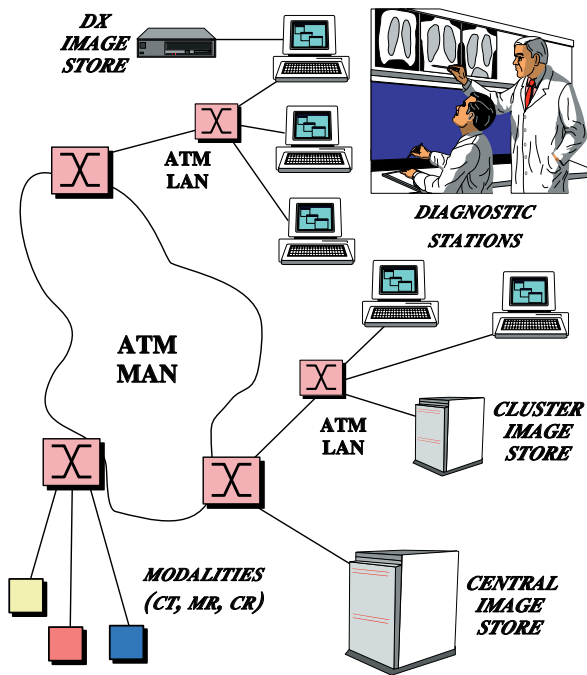 DX
IMAGE
STORE
ATM
LAN
DIAGNOSTIC
STATIONS
ATM
MAN
ATM
LAN
CLUSTER
IMAGE
STORE
MODALITIES
(CT, MR, CR)
CENTRAL
IMAGE
STORE